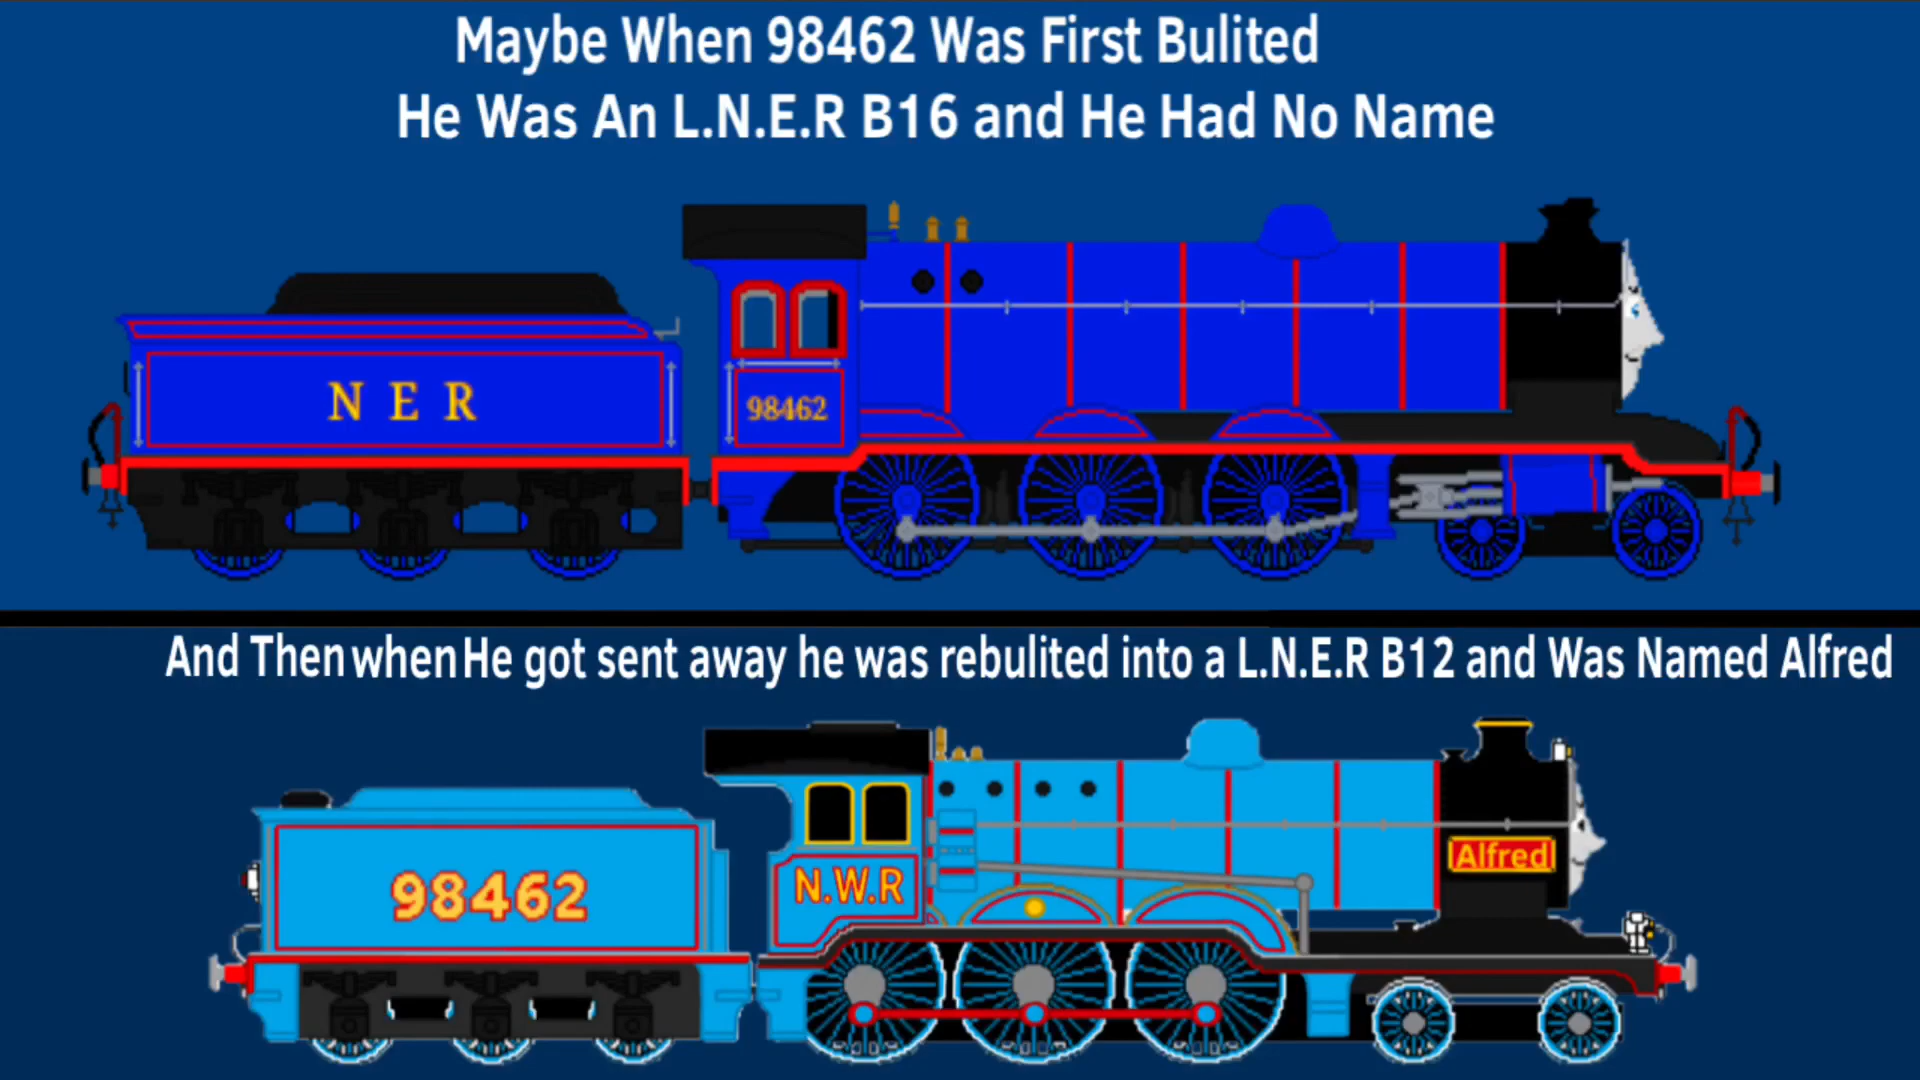 Maybe When 98462 Was First Bulited
He Was An L.N.E.R B16 and He Had No Name
N E R
98462
And Then when He got sent away he was rebulited into a L.N.E.R B12 and Was Named Alfred
Alfred
98462
N.W.R